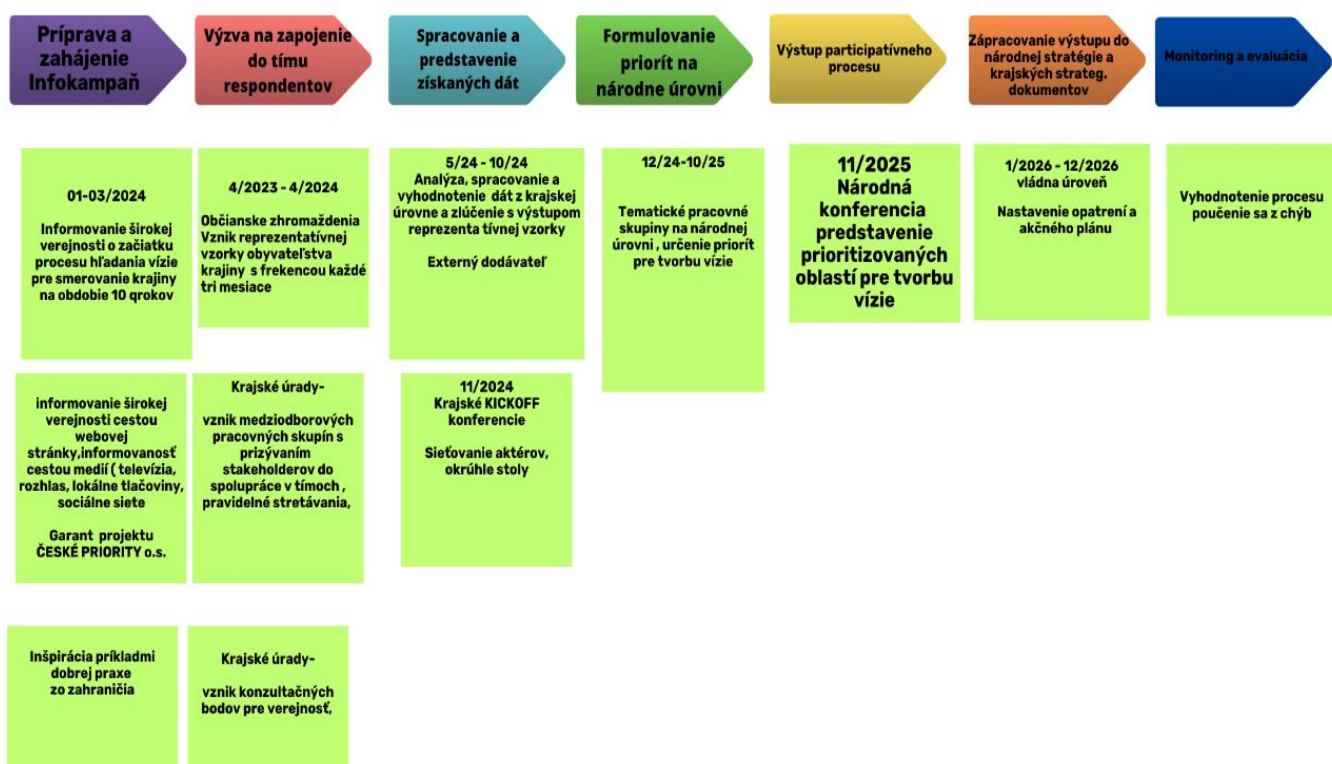 Príprava a
zahájenie
Infokampaň
Výzva na zapojenie
do tímu
respondentov
Spracovanie a
predstavenie
získaných dát
Formulovanie
priorít na
národne úrovni
Výstup participatívneho
procesu
Zápracovanie výstupu do
národnej stratégie a
krajských strateg.
dokumentov
Monitoring a evaluácia
01-03/2024
Informovanie širokej
verejnosti o začiatku
procesu hľadania vízie
pre smerovanie krajiny
na obdobie 10 qrokov
4/2023 - 4/2024
Občianske zhromaždenia
Vznik reprezentatívnej
vzorky obyvateľstva
krajiny s frekencou každé
tri mesiace
5/24 - 10/24
Analýza, spracovanie a
vyhodnotenie dát z krajskej
úrovne a zlúčenie s výstupom
reprezenta tívnej vzorky
Externý dodávateľ
12/24-10/25
Tematické pracovné
skupiny na národnej
úrovni , určenie priorít
pre tvorbu vízie
11/2025
Národná
konferencia
predstavenie
prioritizovaných
oblastí pre tvorbu
vízie
1/2026 - 12/2026
vládna úroveň
Nastavenie opatrení a
akčného plánu
Vyhodnotenie procesu
poučenie sa z chýb
informovanie širokej
verejnosti cestou
webovej
stránky,informovanosť
cestou medií ( televízia,
rozhlas, lokálne tlačoviny,
sociálne siete
Garant projektu
ČESKÉ PRIORITY o.s.
Krajské úrady-
vznik medziodborových
pracovných skupín s
prizývaním
stakeholderov do
spolupráce v tímoch ,
pravidelné stretávania,
11/2024
Krajské KICKOFF
konferencie
Sieťovanie aktérov,
okrúhle stoly
Inšpirácia príkladmi
dobrej praxe
zo zahraničia
Krajské úrady-
vznik konzultačných
bodov pre verejnosť,